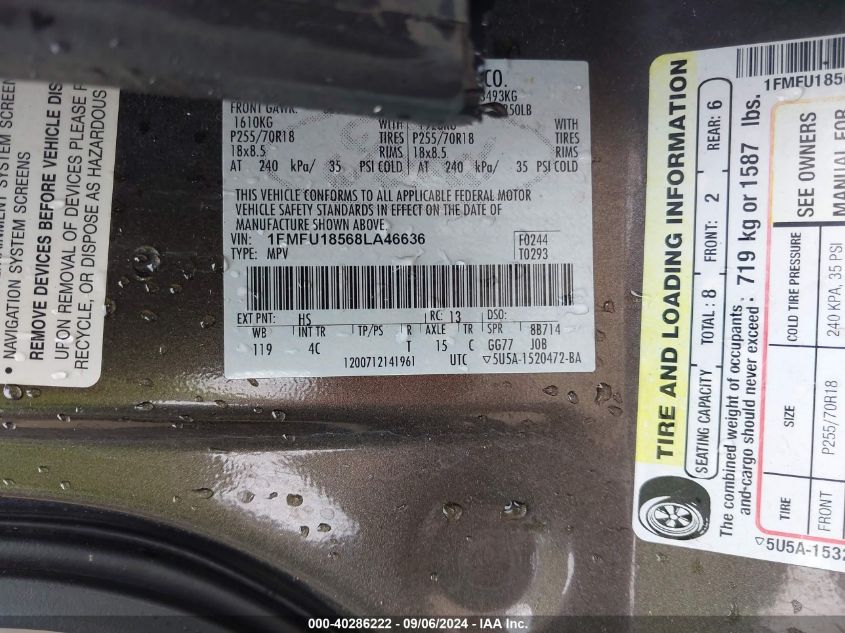 NAVIGATION SYSTEM SCREENS
REMOVE DEVICES BEFORE VEHICLE DIS
UPON REMOVAL OF DEVICES PLEASE R
RECYCLE, OR DISPOSE AS HAZARDOUS
CO.
FRONT GAWR:
1610KG WITH
P255/70R18 TIRES
18x8.5 RIMS
AT 240 kPa/ 35 PSI COLD
WITH
P255/70R18 TIRES
18x8.5 RIMS
AT 240 kPa/ 35 PSI COLD
THIS VEHICLE CONFORMS TO ALL APPLICABLE FEDERAL MOTOR
VEHICLE SAFETY STANDARDS IN EFFECT ON THE DATE OF
MANUFACTURE SHOWN ABOVE.
VIN: 1FMFU18568LA46636
TYPE: MPV
F0244
T0293
EXT PNT: HS RC: 13 DSO:
WB INT TR TP/PS R AXLE TR SPR 8B714
119 4C T 15 C GG77 JOB
1200712141961 UTC ▽5U5A-1520472-BA
1FMFU1856
TIRE AND LOADING INFORMATION
SEATING CAPACITY TOTAL: 8 FRONT: 2 REAR: 6
The combined weight of occupants
and cargo should never exceed: 719 kg or 1587 lbs.
TIRE SIZE COLD TIRE PRESSURE SEE OWNERS
MANUAL FOR
FRONT P255/70R18 240 KPA, 35 PSI
▽5U5A-1532
000-40286222 - 09/06/2024 - IAA Inc.